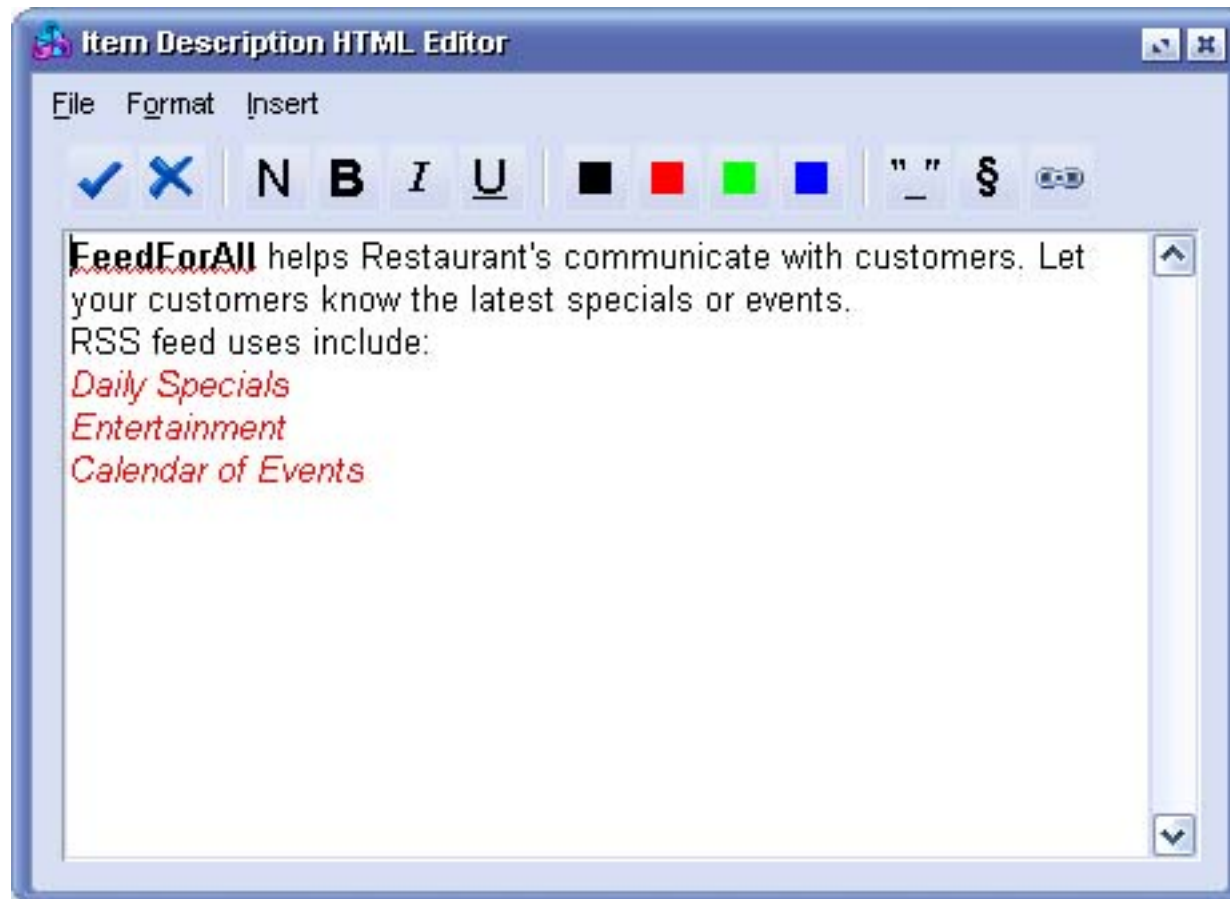 Item Description HTML Editor
File Format Insert
N B I U " _ " §
FeedForAll helps Restaurant's communicate with customers. Let
your customers know the latest specials or events.
RSS feed uses include:
Daily Specials
Entertainment
Calendar of Events